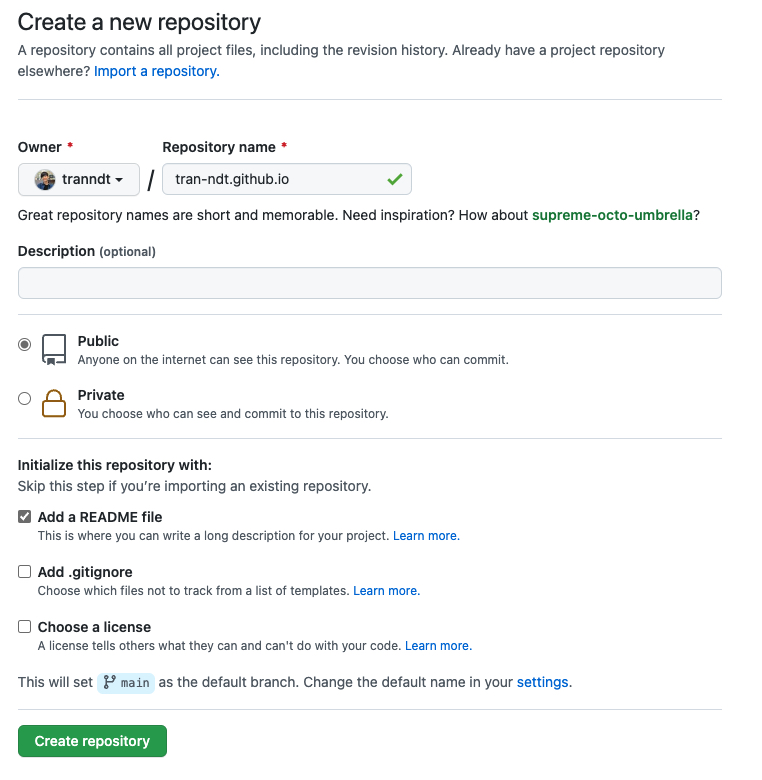 Create a new repository
A repository contains all project files, including the revision history. Already have a project repository
elsewhere? Import a repository.
Owner * Repository name *
tranndt / tran-ndt.github.io
Great repository names are short and memorable. Need inspiration? How about supreme-octo-umbrella?
Description (optional)
Public
Anyone on the internet can see this repository. You choose who can commit.
Private
You choose who can see and commit to this repository.
Initialize this repository with:
Skip this step if you’re importing an existing repository.
Add a README file
This is where you can write a long description for your project. Learn more.
Add .gitignore
Choose which files not to track from a list of templates. Learn more.
Choose a license
A license tells others what they can and can't do with your code. Learn more.
This will set main as the default branch. Change the default name in your settings.
Create repository